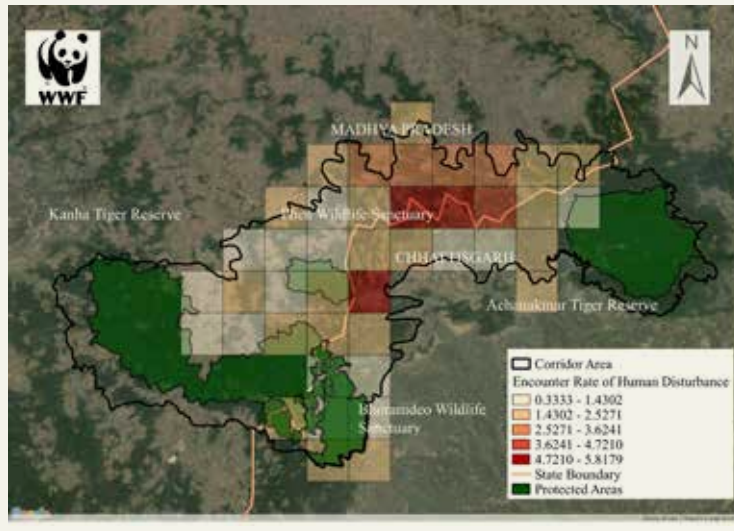 WWF
N
MADHYA PRADESH
Kanha Tiger Reserve
Phen Wildlife Sanctuary
CHHATTISGARH
Achanakmar Tiger Reserve
Bhoramdeo Wildlife
Sanctuary
Corridor Area
Encounter Rate of Human Disturbance
0.3333 - 1.4302
1.4302 - 2.5271
2.5271 - 3.6241
3.6241 - 4.7210
4.7210 - 5.8179
State Boundary
Protected Areas